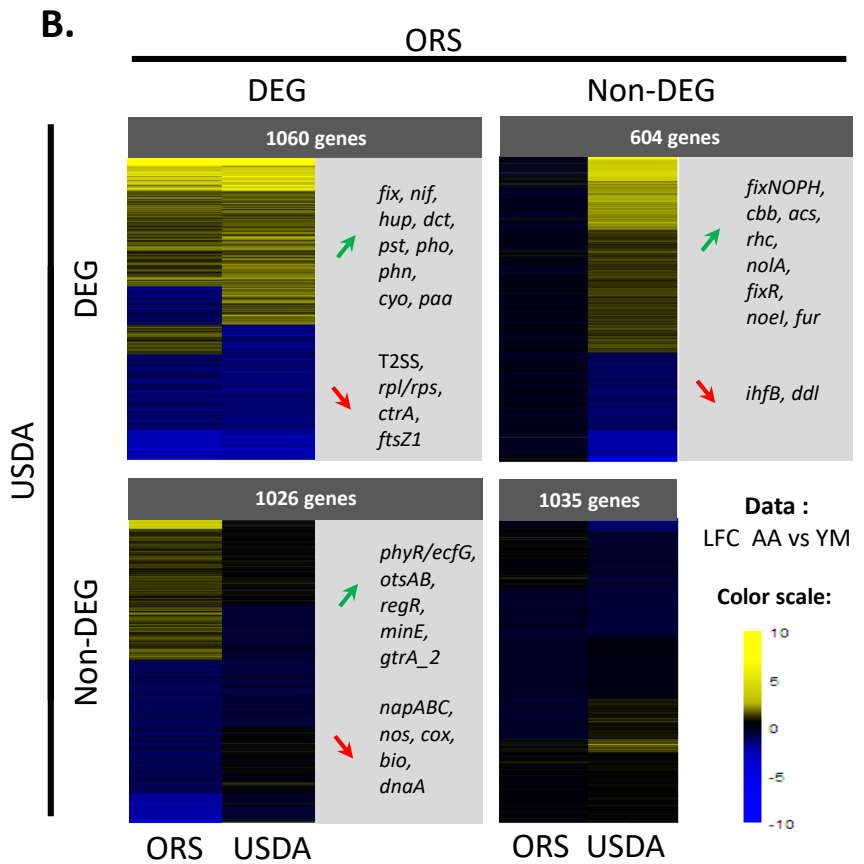 B.
ORS
DEG
Non-DEG
USDA
DEG
Non-DEG
1060 genes
fix, nif,
hup, dct,
pst, pho,
phn,
cyo, paa
T2SS,
rpl/rps,
ctrA,
ftsZ1
604 genes
fixNOPH,
cbb, acs,
rhc,
nolA,
fixR,
noeI, fur
ihfB, ddl
1026 genes
phyR/ecfG,
otsAB,
regR,
minE,
gtrA_2
napABC,
nos, cox,
bio,
dnaA
1035 genes
Data :
LFC AA vs YM
Color scale:
10
5
0
-5
-10
ORS
USDA
ORS
USDA